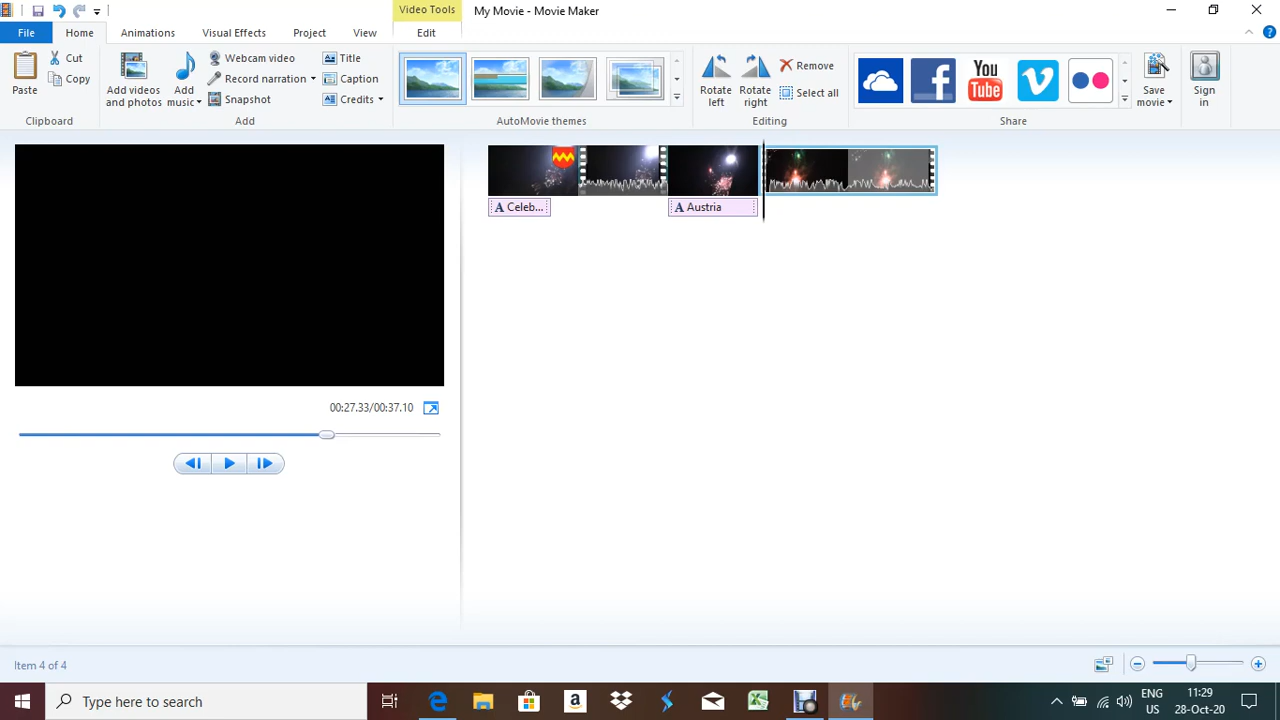 Video Tools
My Movie - Movie Maker
File
Home
Animations
Visual Effects
Project
View
Edit
Paste
Cut
Copy
Clipboard
Add videos
and photos
Add
music
Webcam video
Record narration
Snapshot
Title
Caption
Credits
Add
AutoMovie themes
Rotate
left
Rotate
right
Remove
Select all
Editing
You
Tube
Share
Save
movie
Sign
in
A Celeb...
A Austria
00:27.33/00:37.10
Item 4 of 4
Type here to search
ENG
US
11:29
28-Oct-20